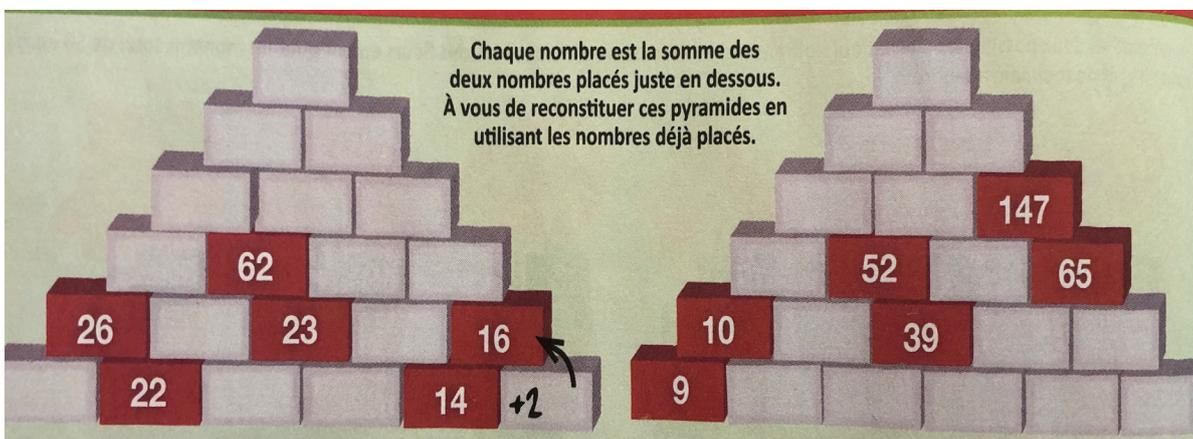 Chaque nombre est la somme des
deux nombres placés juste en dessous.
À vous de reconstituer ces pyramides en
utilisant les nombres déjà placés.
62
26 23 16
22 14 +2
147
52 65
10 39
9